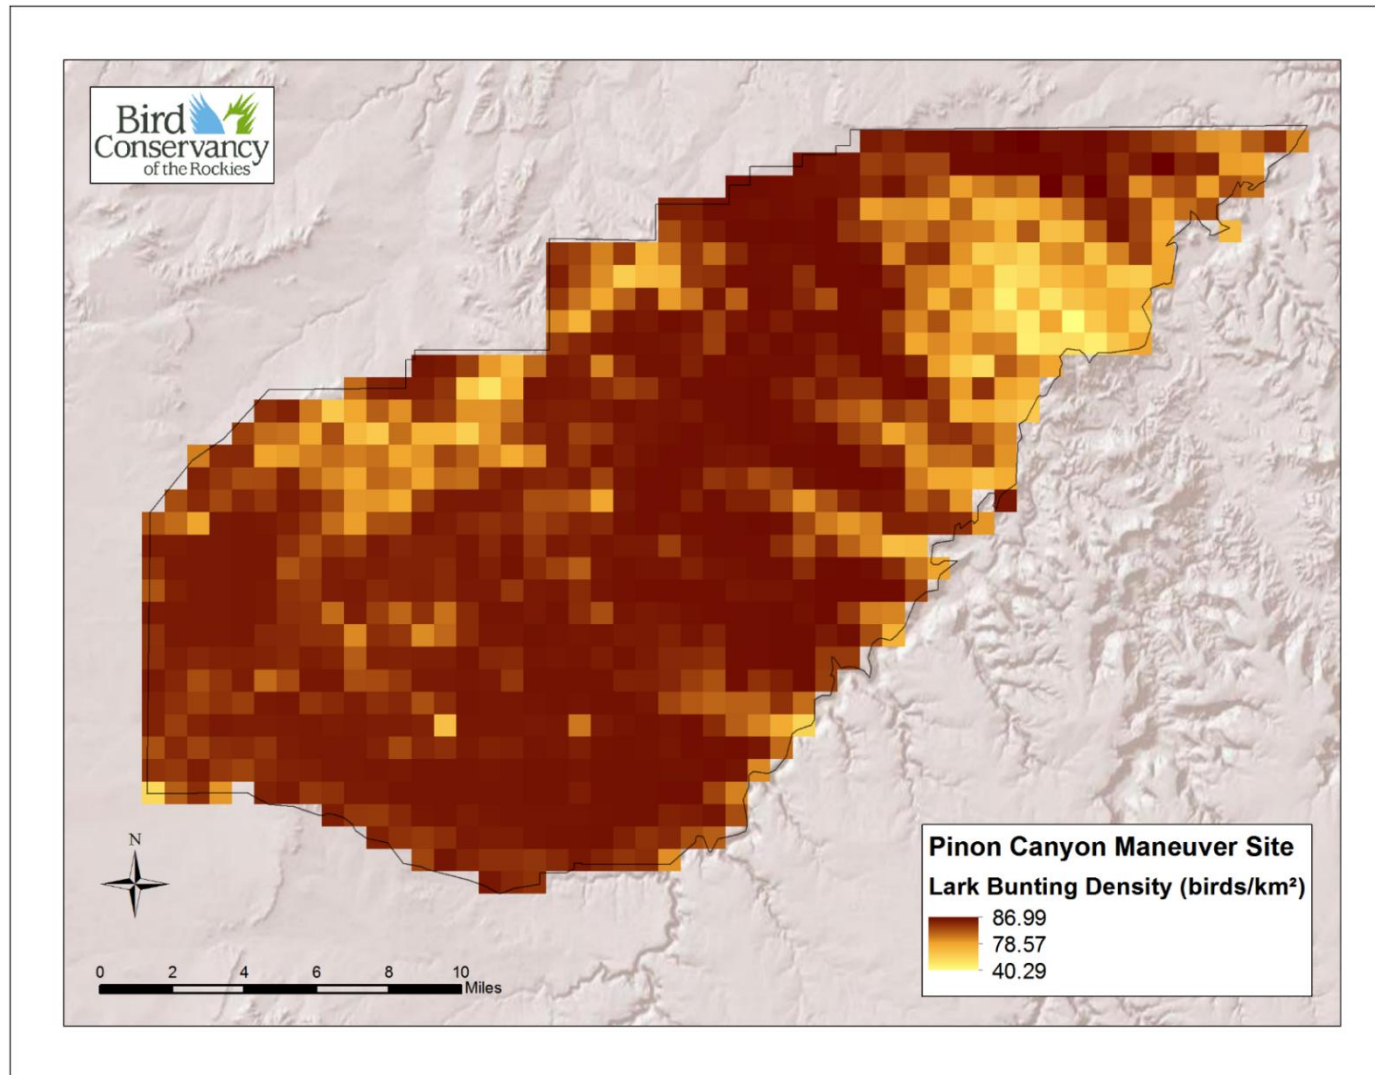 Bird
Conservancy
of the Rockies
N
0 2 4 6 8 10
Miles
Pinon Canyon Maneuver Site
Lark Bunting Density (birds/km²)
86.99
78.57
40.29